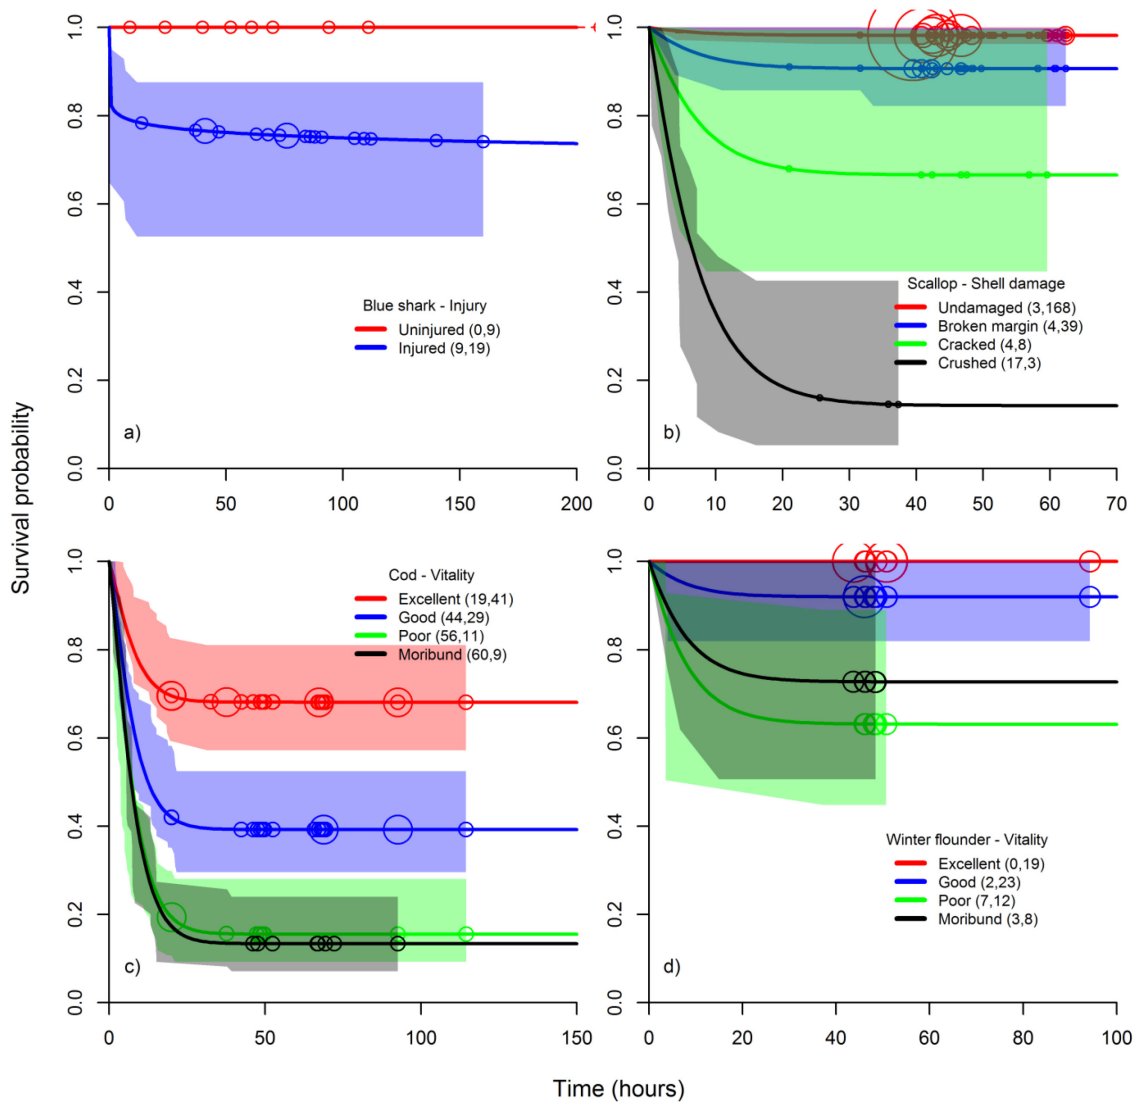 Survival probability
1.0
0.8
0.6
0.4
0.2
0.0
Blue shark - Injury
Uninjured (0,9)
Injured (9,19)
a)
0
50
100
150
200
1.0
0.8
0.6
0.4
0.2
0.0
Scallop - Shell damage
Undamaged (3,168)
Broken margin (4,39)
Cracked (4,8)
Crushed (17,3)
b)
0
10
20
30
40
50
60
70
1.0
0.8
0.6
0.4
0.2
0.0
Cod - Vitality
Excellent (19,41)
Good (44,29)
Poor (56,11)
Moribund (60,9)
c)
0
50
100
150
1.0
0.8
0.6
0.4
0.2
0.0
Winter flounder - Vitality
Excellent (0,19)
Good (2,23)
Poor (7,12)
Moribund (3,8)
d)
0
20
40
60
80
100
Time (hours)